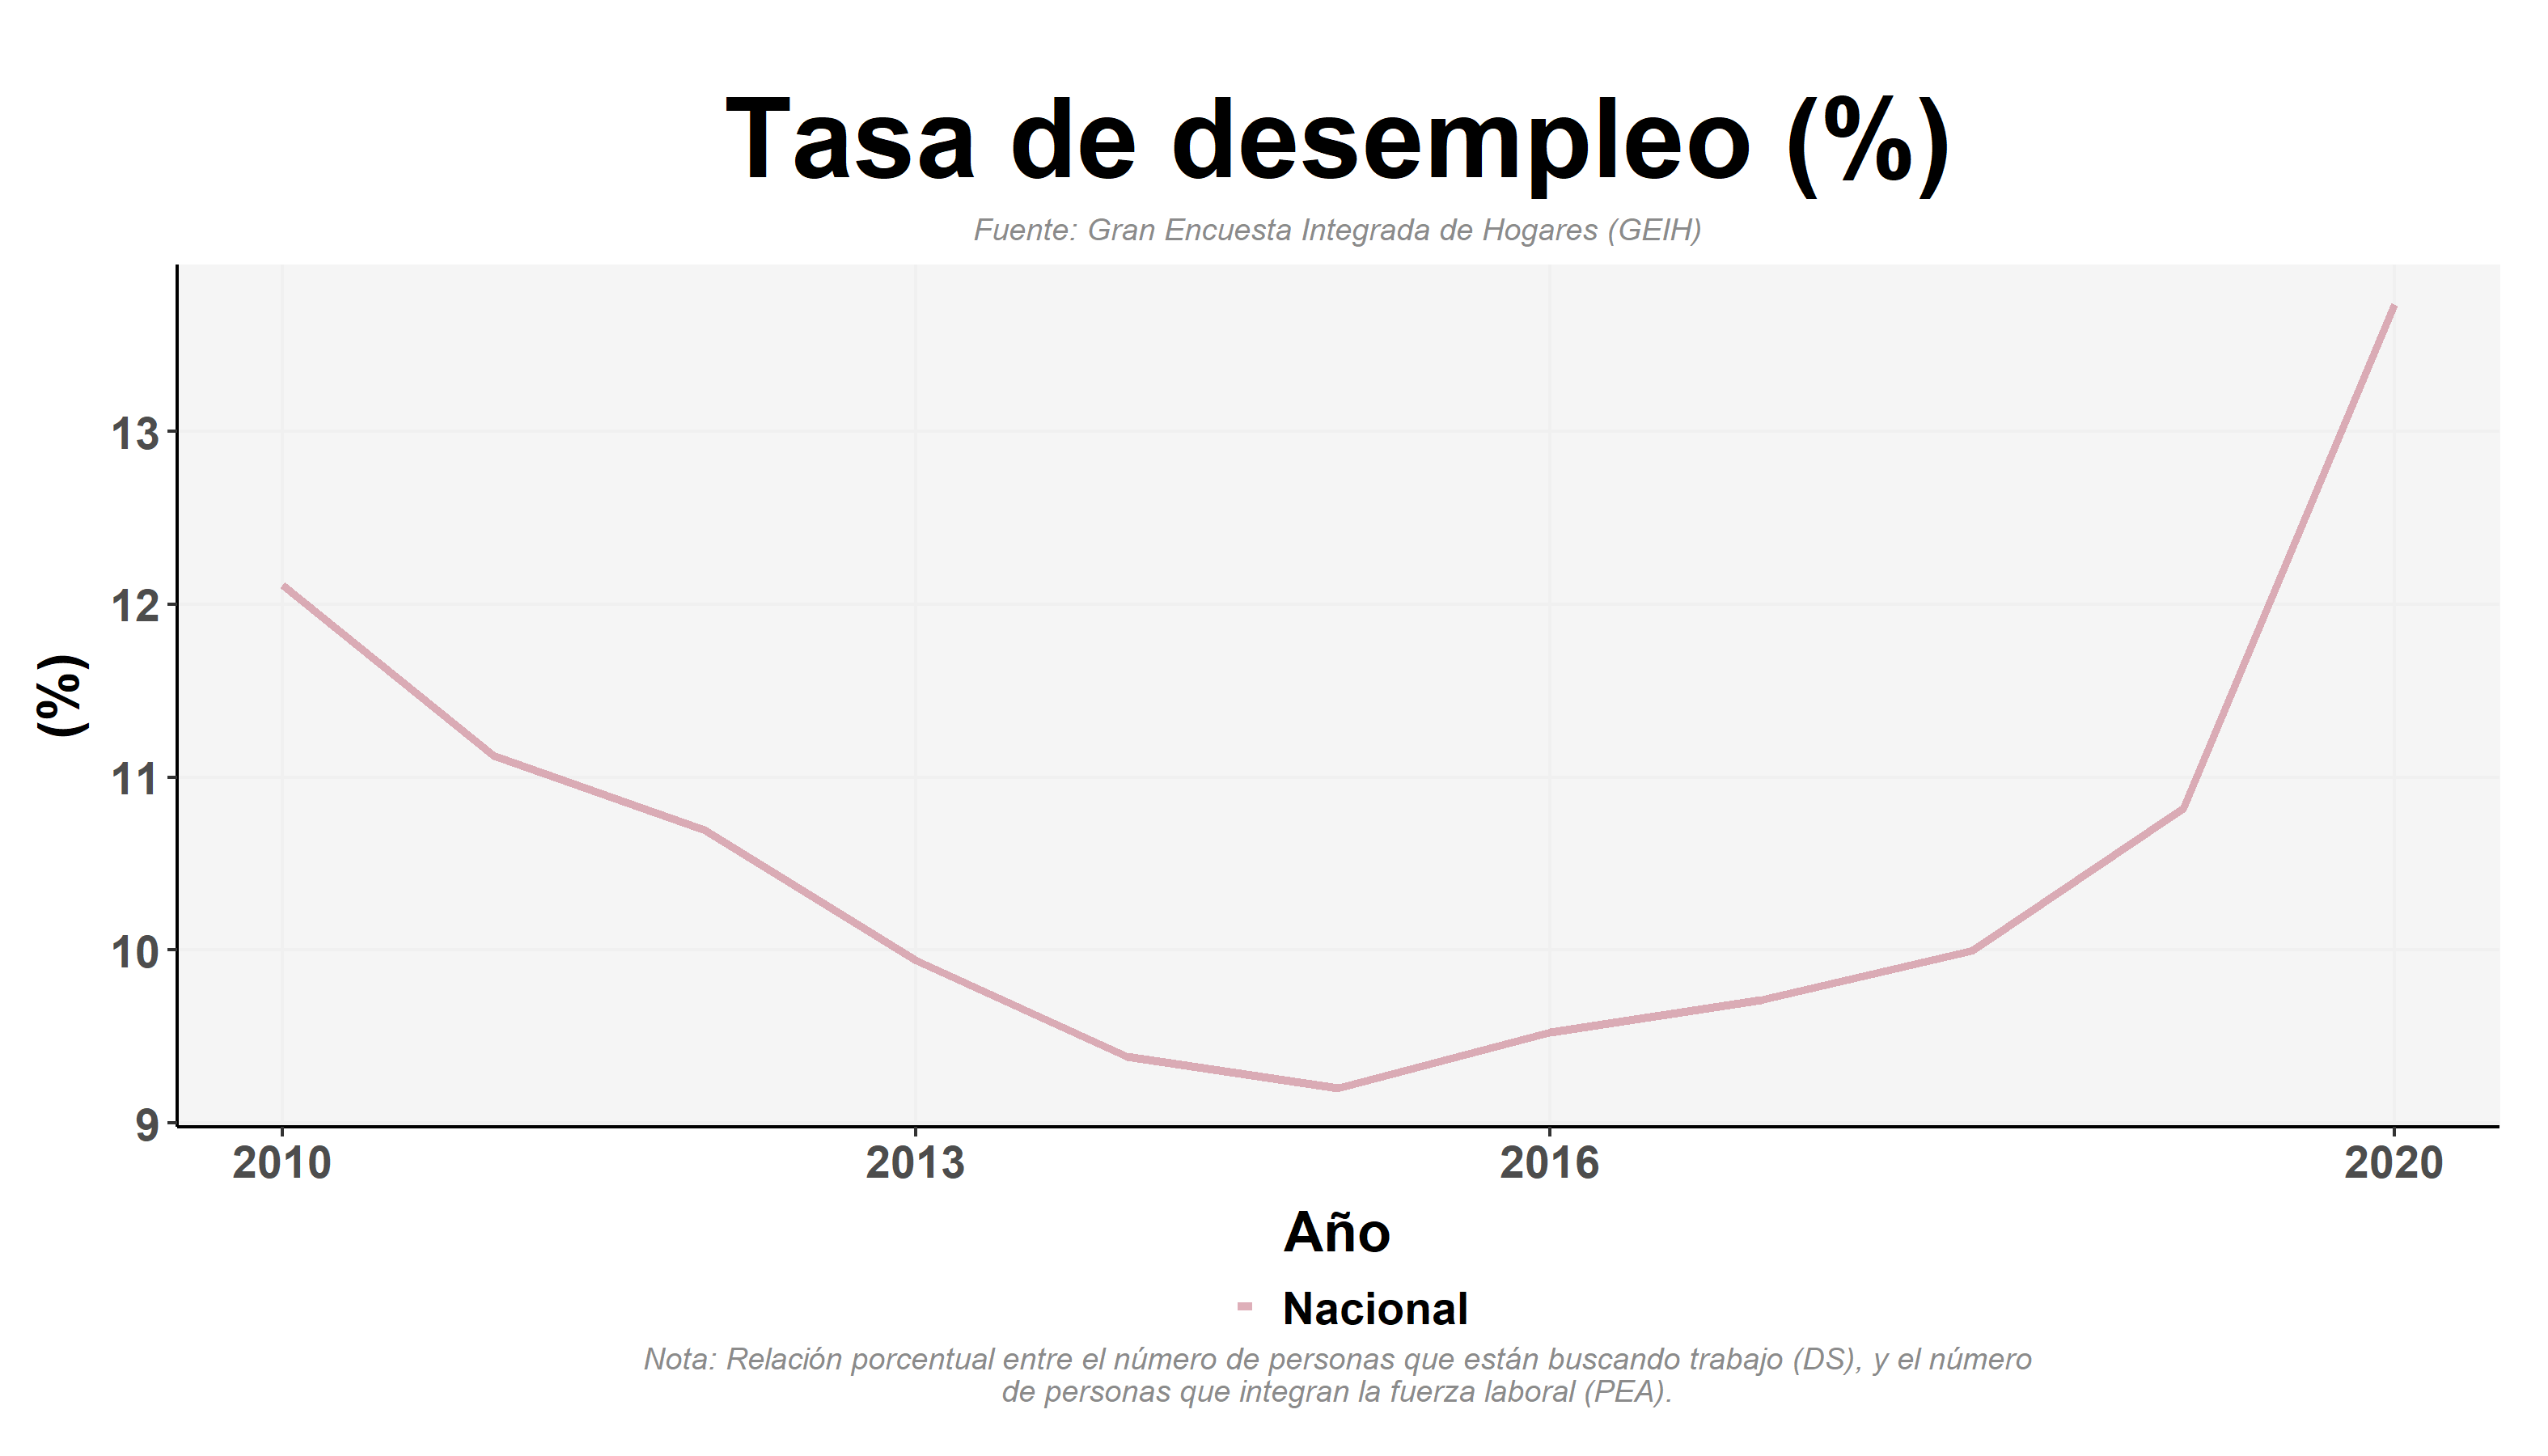 Tasa de desempleo (%)
Fuente: Gran Encuesta Integrada de Hogares (GEIH)
(%)
13
12
11
10
9
2010 2013 2016 2020
Año
Nacional
Nota: Relación porcentual entre el número de personas que están buscando trabajo (DS), y el número
de personas que integran la fuerza laboral (PEA).